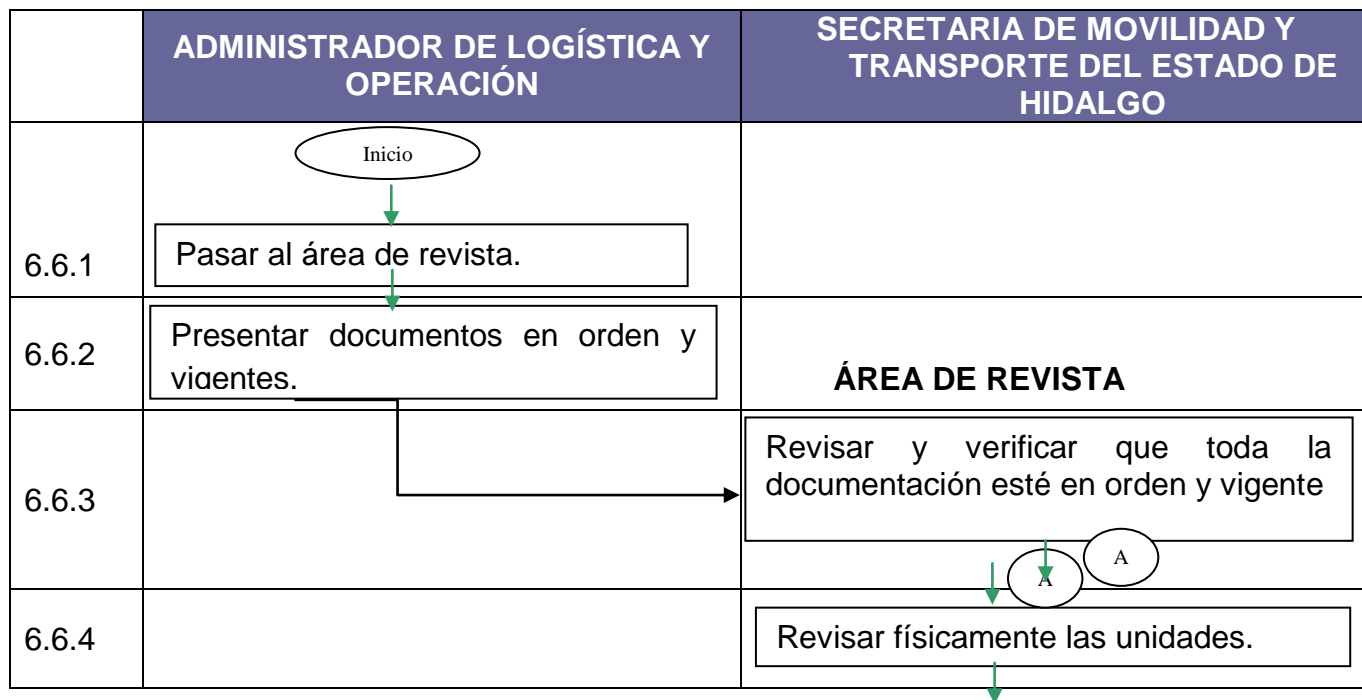 ADMINISTRADOR DE LOGÍSTICA Y
OPERACIÓN
SECRETARIA DE MOVILIDAD Y
TRANSPORTE DEL ESTADO DE
HIDALGO
Inicio
6.6.1
Pasar al área de revista.
6.6.2
Presentar documentos en orden y
vigentes.
ÁREA DE REVISTA
6.6.3
Revisar y verificar que toda la
documentación esté en orden y vigente
A
A
6.6.4
Revisar físicamente las unidades.